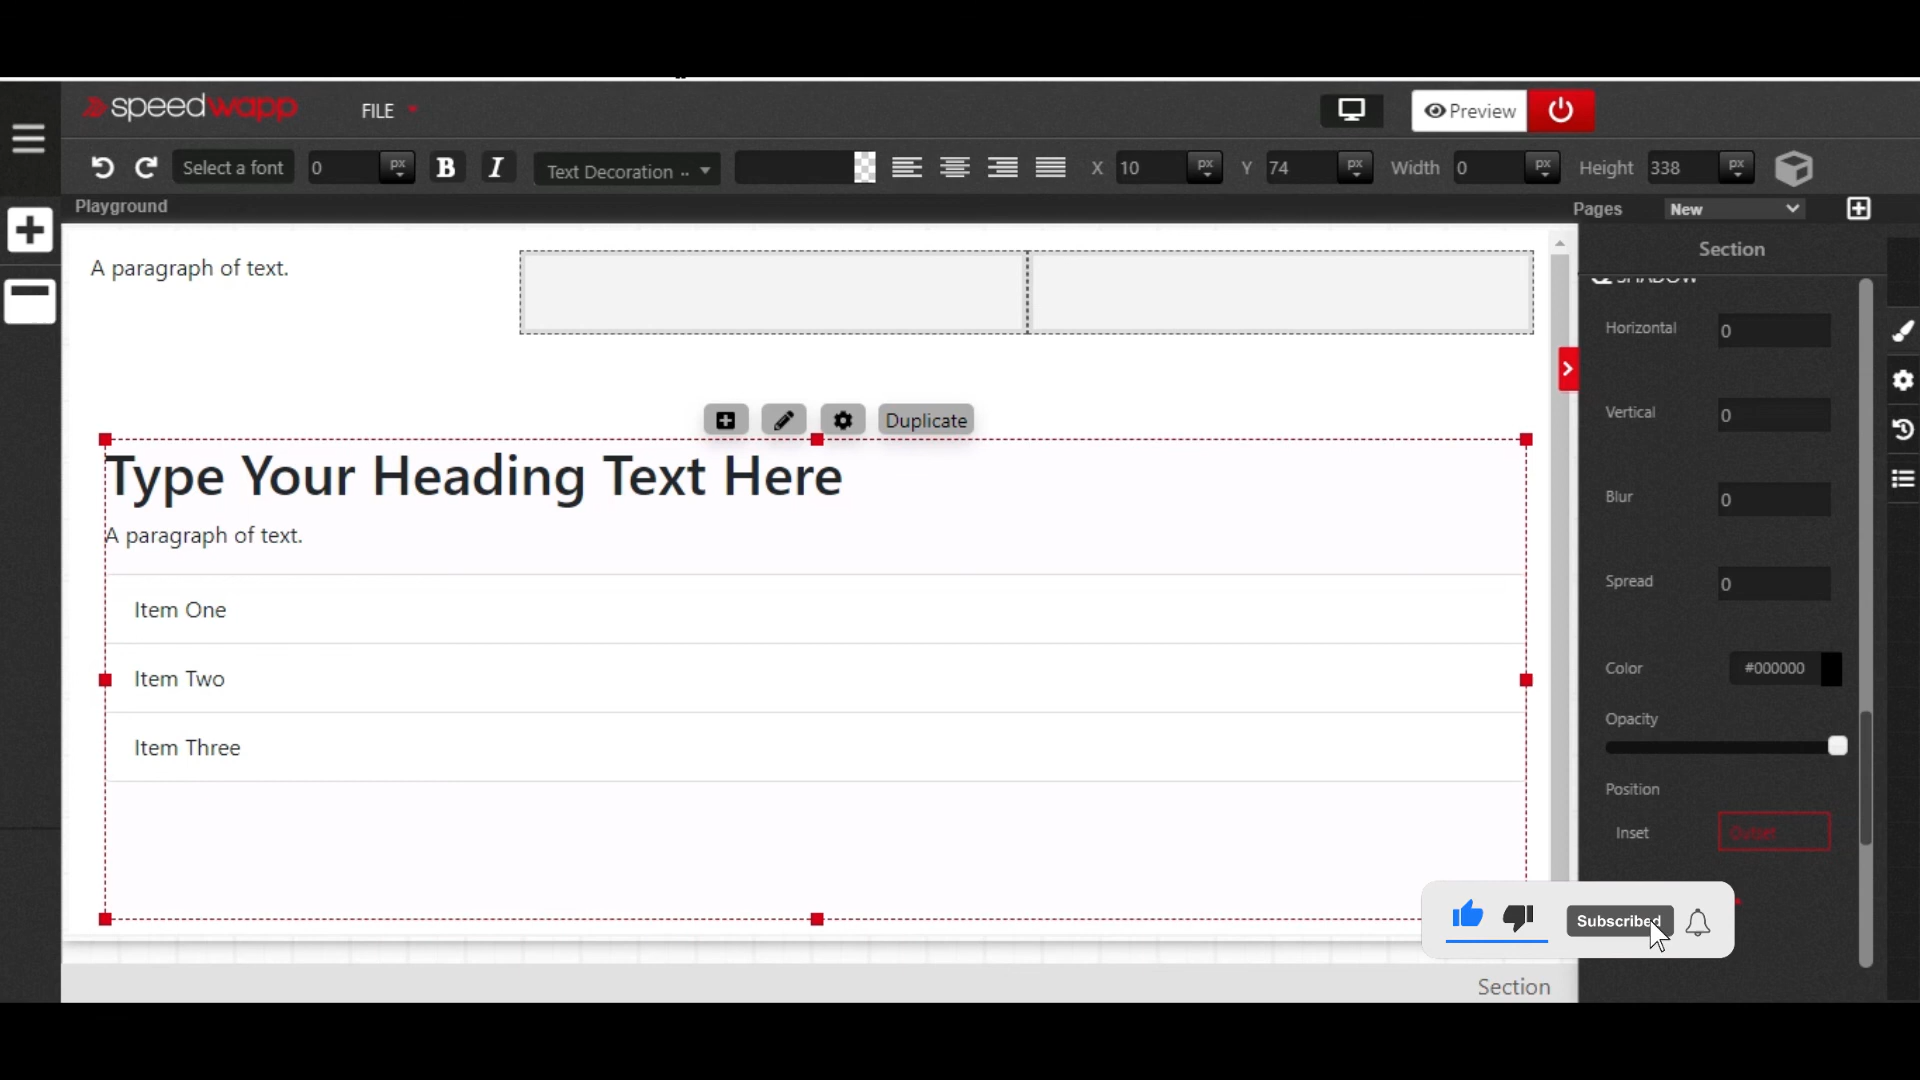 speedwapp FILE Preview
Select a font 0 px B I Text Decoration .. X 10 px Y 74 px Width 0 px Height 338 px
Playground Pages New
Section
A paragraph of text.
SHADOW
Horizontal 0
Vertical 0
Duplicate
Type Your Heading Text Here
Blur 0
A paragraph of text.
Spread 0
Item One
Color #000000
Item Two
Opacity
Item Three
Position
Inset Outset
Subscribed
Section